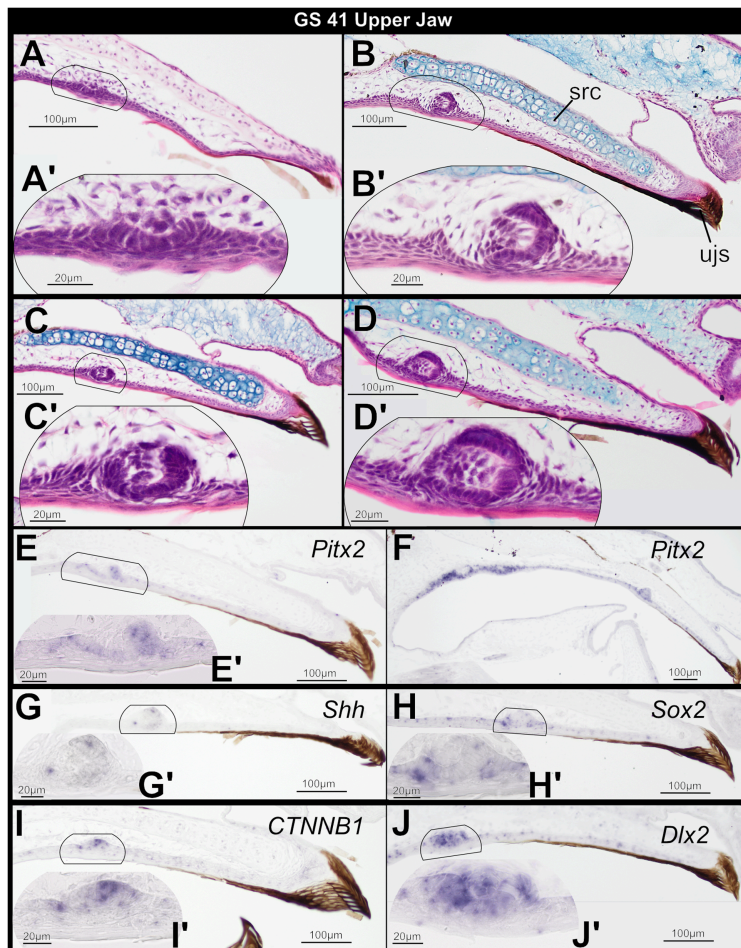 GS 41 Upper Jaw
A
100µm
A'
20µm
B
src
100µm
B'
ujs
20µm
C
100µm
C'
20µm
D
100µm
D'
20µm
E
Pitx2
E'
20µm
100µm
F
Pitx2
100µm
G
Shh
G'
20µm
100µm
H
Sox2
H'
20µm
100µm
I
CTNNB1
I'
20µm
100µm
J
Dlx2
J'
20µm
100µm